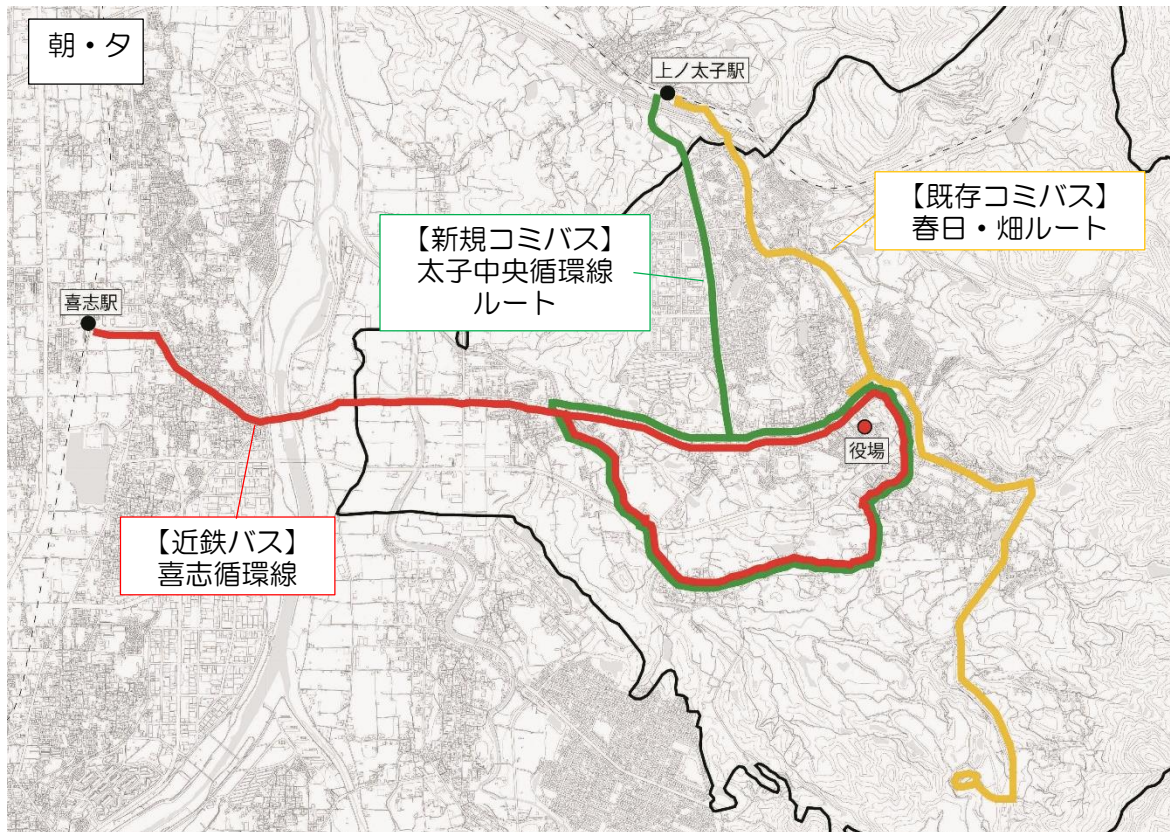 朝・夕
上ノ太子駅
【既存コミバス】
春日・畑ルート
【新規コミバス】
太子中央循環線
ルート
喜志駅
役場
【近鉄バス】
喜志循環線